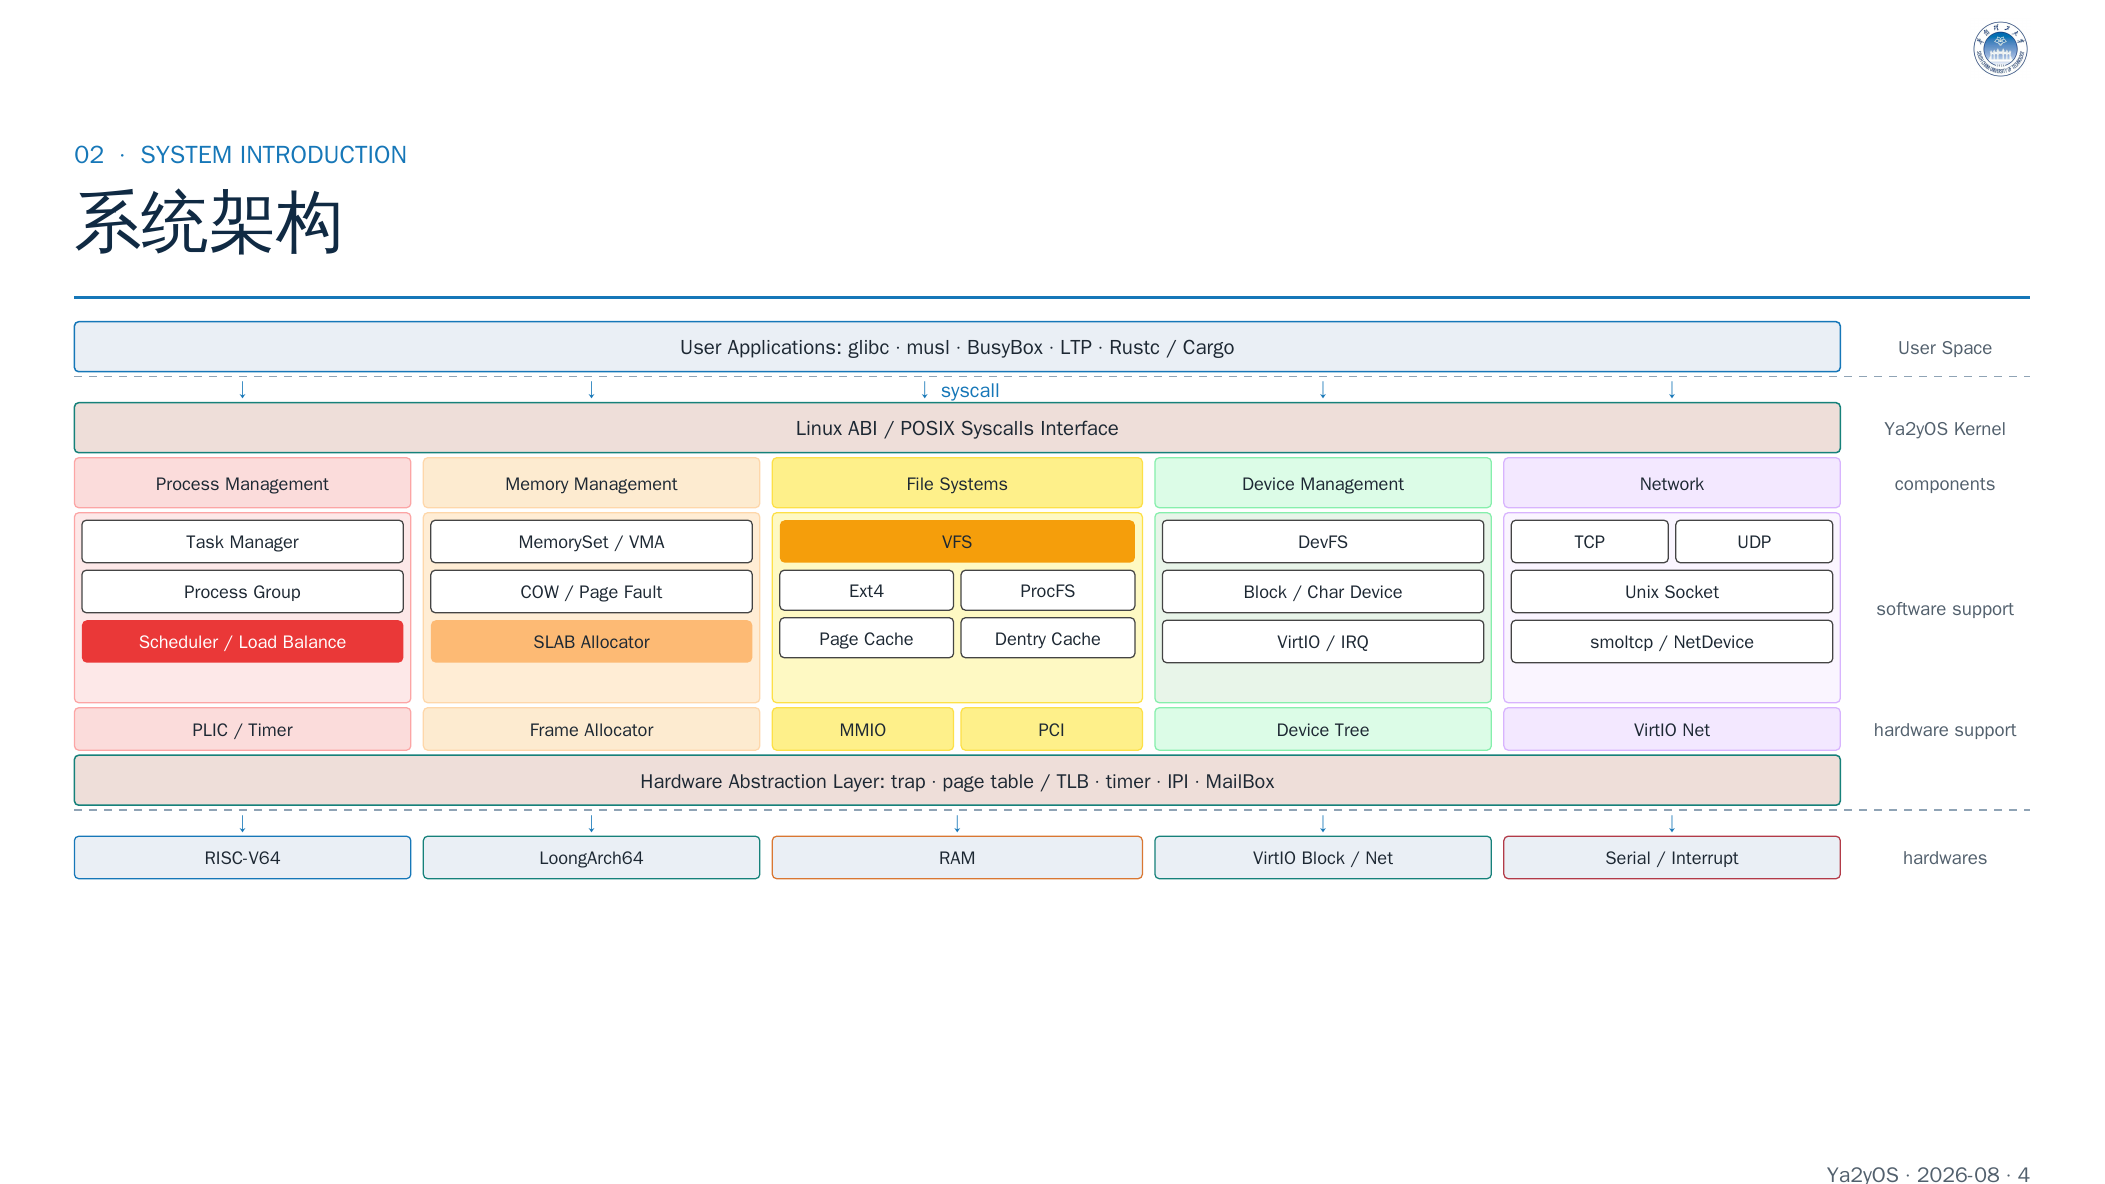 02 · SYSTEM INTRODUCTION
系统架构
User Applications: glibc · musl · BusyBox · LTP · Rustc / Cargo
User Space
↓ ↓ ↓ syscall ↓ ↓
Linux ABI / POSIX Syscalls Interface
Ya2yOS Kernel
Process Management
Memory Management
File Systems
Device Management
Network
components
Task Manager
Process Group
Scheduler / Load Balance
MemorySet / VMA
COW / Page Fault
SLAB Allocator
VFS
Ext4
ProcFS
Page Cache
Dentry Cache
DevFS
Block / Char Device
VirtIO / IRQ
TCP
UDP
Unix Socket
smoltcp / NetDevice
software support
PLIC / Timer
Frame Allocator
MMIO
PCI
Device Tree
VirtIO Net
hardware support
Hardware Abstraction Layer: trap · page table / TLB · timer · IPI · MailBox
↓ ↓ ↓ ↓ ↓
RISC-V64
LoongArch64
RAM
VirtIO Block / Net
Serial / Interrupt
hardwares
Ya2yOS · 2026-08 · 4